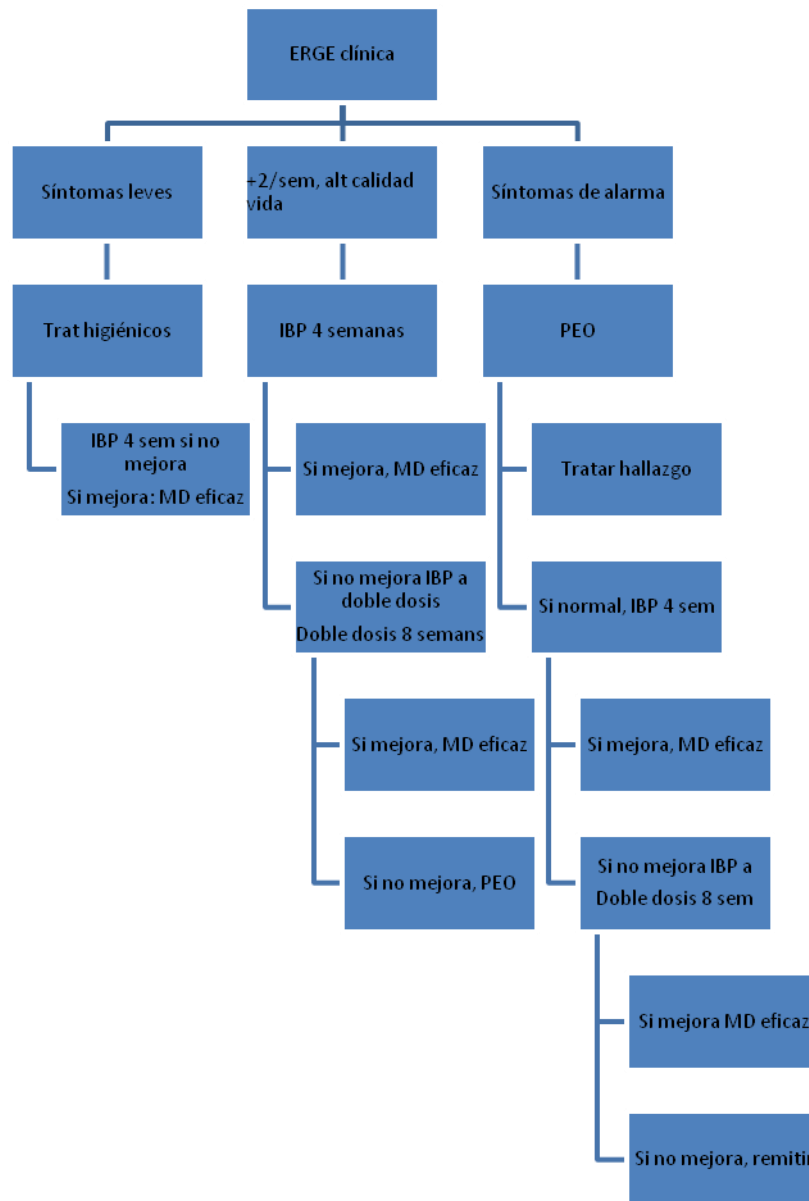 ERGE clínica
Síntomas leves
+2/sem, alt calidad
vida
Síntomas de alarma
Trat higiénicos
IBP 4 semanas
PEO
IBP 4 sem si no
mejora
Si mejora: MD eficaz
Si mejora, MD eficaz
Tratar hallazgo
Si no mejora IBP a
doble dosis
Doble dosis 8 semans
Si normal, IBP 4 sem
Si mejora, MD eficaz
Si mejora, MD eficaz
Si no mejora, PEO
Si no mejora IBP a
Doble dosis 8 sem
Si mejora MD eficaz
Si no mejora, remitir